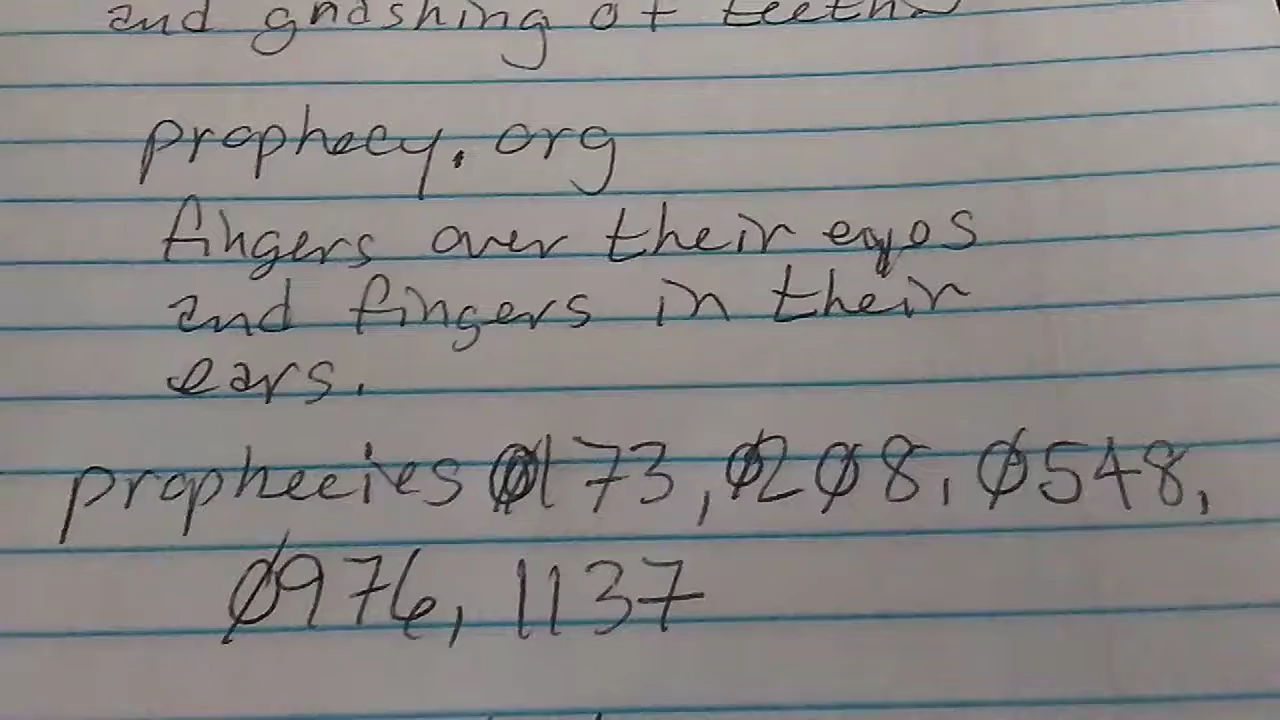 and gnashing of teeth
prophecy.org
fingers over their eyes
and fingers in their
ears.
prophecies 0173, 0208, 0548,
0976, 1137